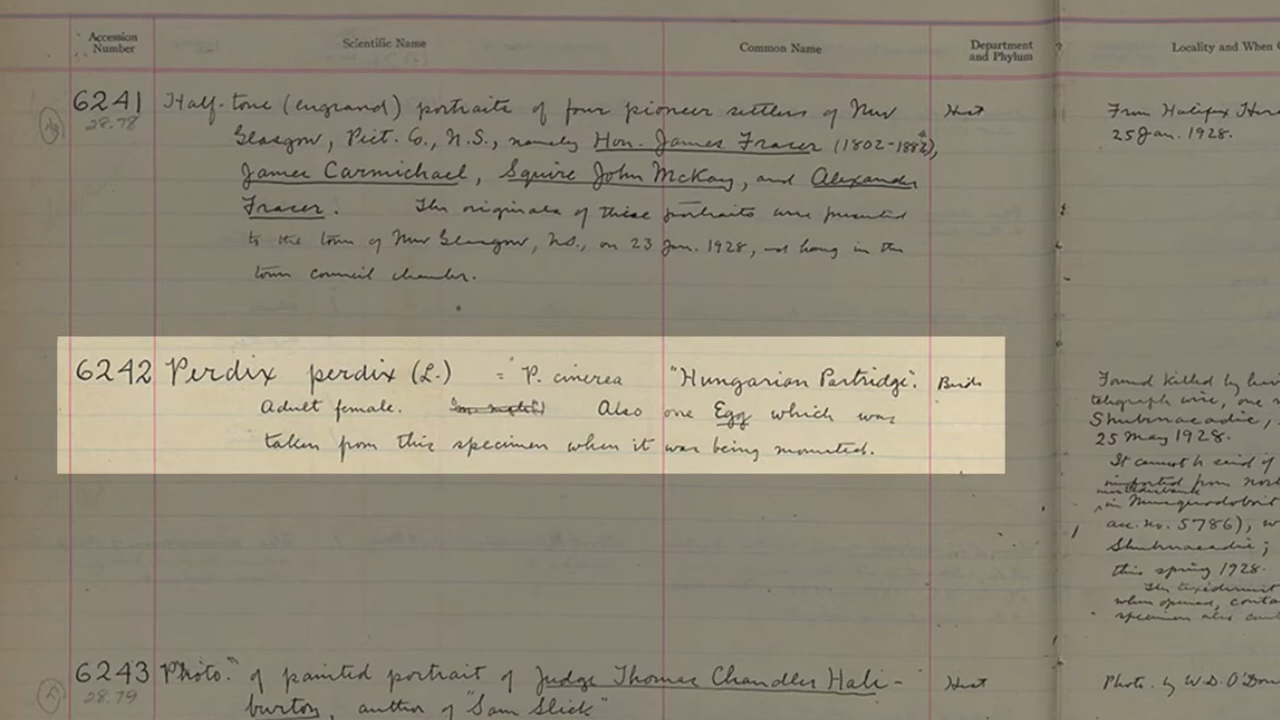 Accession Number
Scientific Name
Common Name
Department and Phylum
Locality and When
6241 Half-tone (engraved) portraits of four pioneer settlers of New
28.78
Glasgow, Pict. Co., N.S., namely Hon. James Fraser (1802-1882),
James Carmichael, Squire John McKay, and Alexander
Fraser. The originals of these portraits were presented
to the town of New Glasgow, N.S., on 23 Jan. 1928, and hang in the
town council chamber.
Hist
From Halifax
25 Jan. 1928.
6242 Perdix perdix (L.) = P. cinerea "Hungarian Partridge". Birds
Adult female. Also one Egg which was
taken from this specimen when it was being mounted.
Found killed by
telegraph wire, one
Shubenacadie,
25 May 1928.
It cannot be said if
imported from
in Musquodoboit
acc. no. 5786),
Shubenacadie;
this spring 1928.
The taxidermist
when opened,
specimen also
6243 "Photo." of painted portrait of Judge Thomas Chandler Hali-
28.79
burton, author of "Sam Slick"
Hist
Photo. by W.D. O'Don